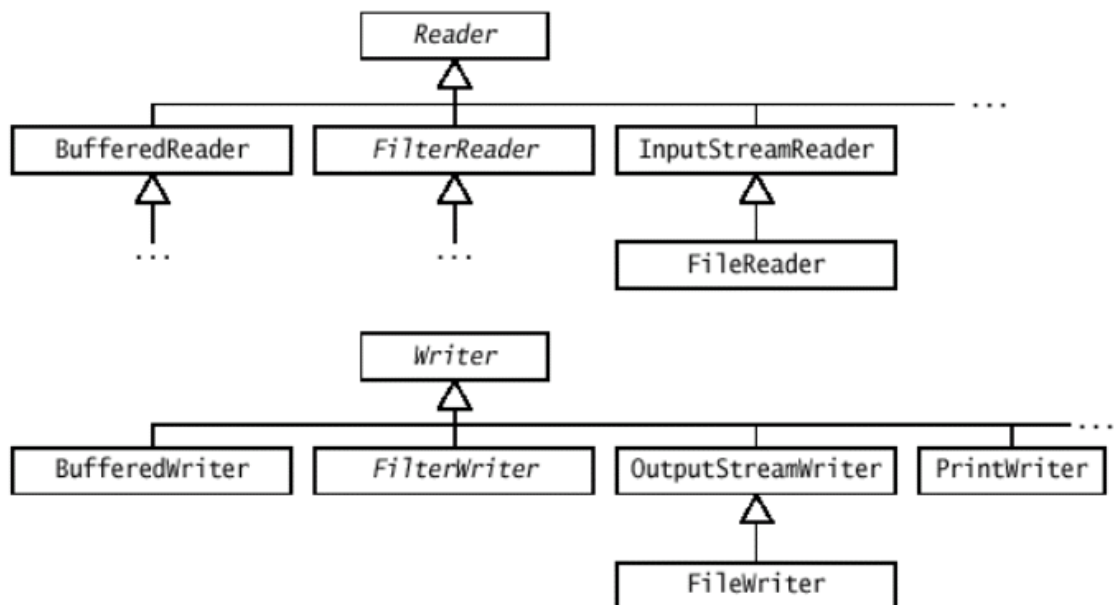 Reader
...
BufferedReader FilterReader InputStreamReader
... ...
FileReader
Writer
...
BufferedWriter FilterWriter OutputStreamWriter PrintWriter
FileWriter